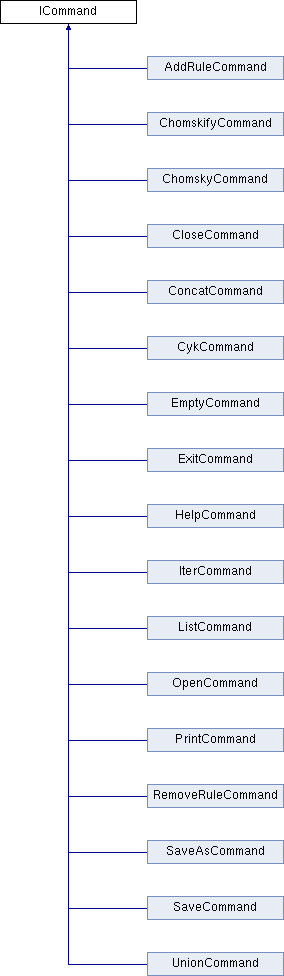 ICommand
AddRuleCommand
ChomskifyCommand
ChomskyCommand
CloseCommand
ConcatCommand
CykCommand
EmptyCommand
ExitCommand
HelpCommand
IterCommand
ListCommand
OpenCommand
PrintCommand
RemoveRuleCommand
SaveAsCommand
SaveCommand
UnionCommand